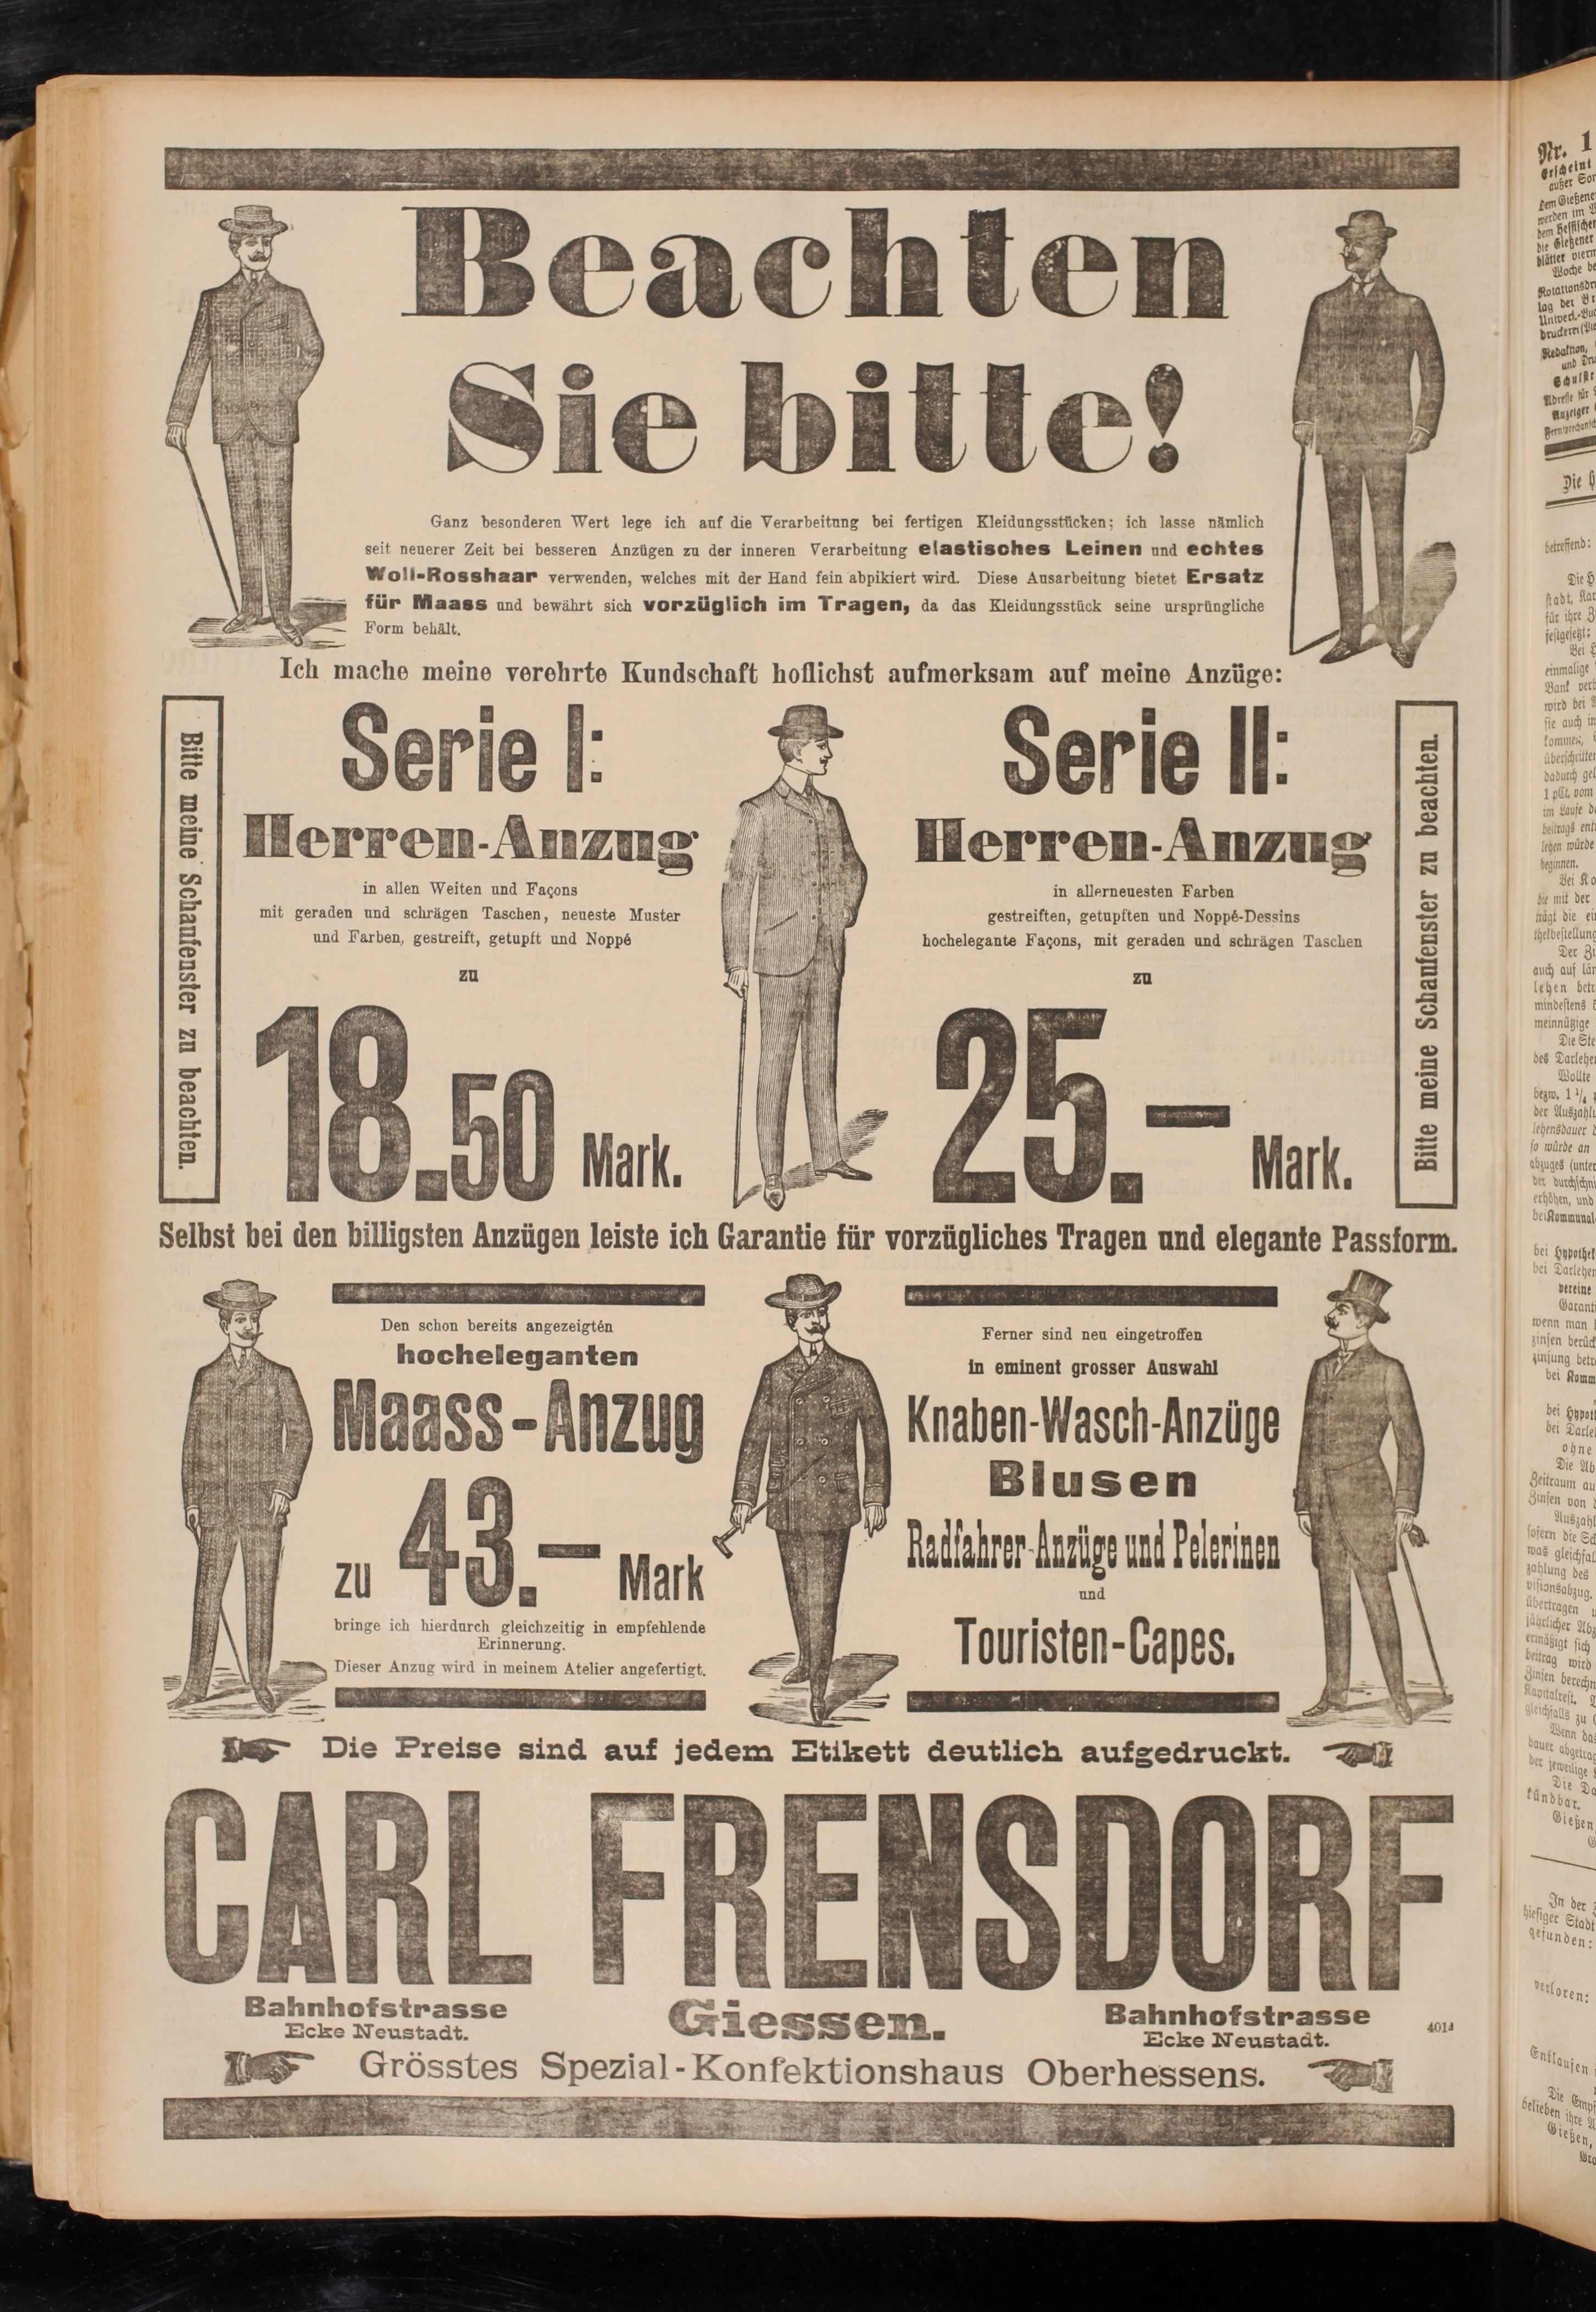 Beachten
Sie bitte!
Ganz besonderen Wert lege ich auf die Verarbeitung bei fertigen Kleidungsstücken; ich lasse nämlich
seit neuerer Zeit bei besseren Anzügen zu der inneren Verarbeitung elastisches Leinen und echtes
Woll-Rosshaar verwenden, welches mit der Hand fein abpikiert wird. Diese Ausarbeitung bietet Ersatz
für Maass und bewährt sich vorzüglich im Tragen, da das Kleidungsstück seine ursprüngliche
Form behält.
Ich mache meine verehrte Kundschaft hoflichst aufmerksam auf meine Anzüge:
Bitte meine Schaufenster zu beachten.
Serie I:
Herren-Anzug
in allen Weiten und Façons
mit geraden und schrägen Taschen, neueste Muster
und Farben, gestreift, getupft und Noppé
zu
18.50 Mark.
Serie II:
Herren-Anzug
in allerneuesten Farben
gestreiften, getupften und Noppé-Dessins
hochelegante Façons, mit geraden und schrägen Taschen
zu
25.— Mark.
Bitte meine Schaufenster zu beachten.
Selbst bei den billigsten Anzügen leiste ich Garantie für vorzügliches Tragen und elegante Passform.
Den schon bereits angezeigtén
hocheleganten
Maass-Anzug
zu 43.— Mark
bringe ich hierdurch gleichzeitig in empfehlende
Erinnerung.
Dieser Anzug wird in meinem Atelier angefertigt.
Ferner sind neu eingetroffen
in eminent grosser Auswahl
Knaben-Wasch-Anzüge
Blusen
Radfahrer-Anzüge und Pelerinen
und
Touristen-Capes.
Die Preise sind auf jedem Etikett deutlich aufgedruckt.
CARL FRENSDORF
Bahnhofstrasse
Ecke Neustadt.
Giessen.
Bahnhofstrasse
Ecke Neustadt.
Grösstes Spezial-Konfektionshaus Oberhessens.
Nr. 1